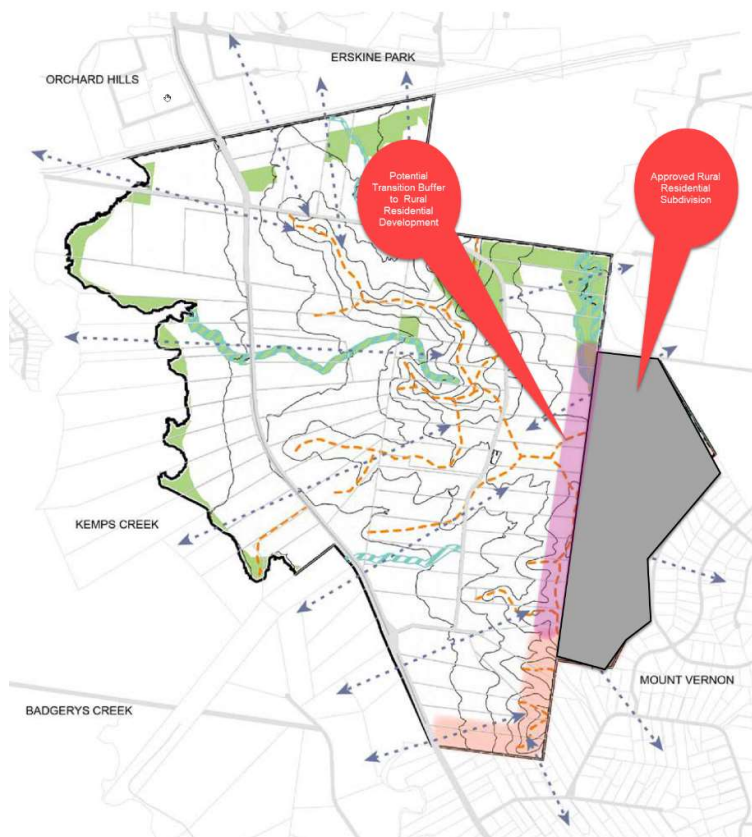 ERSKINE PARK
ORCHARD HILLS
Potential
Transition Buffer
to Rural
Residential
Development
Approved Rural
Residential
Subdivision
KEMPS CREEK
MOUNT VERNON
BADGERYS CREEK